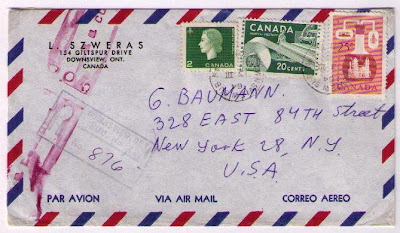 L. SZWERAS
154 GILTSPUR DRIVE
DOWNSVIEW, ONT.
CANADA
2
CANADA
CANADA
20 CENTS
25
CANADA
G. BAUMANN.
328 EAST 84TH Street
New York 28, N.Y
U.S.A.
876
PAR AVION
VIA AIR MAIL
CORREO AEREO